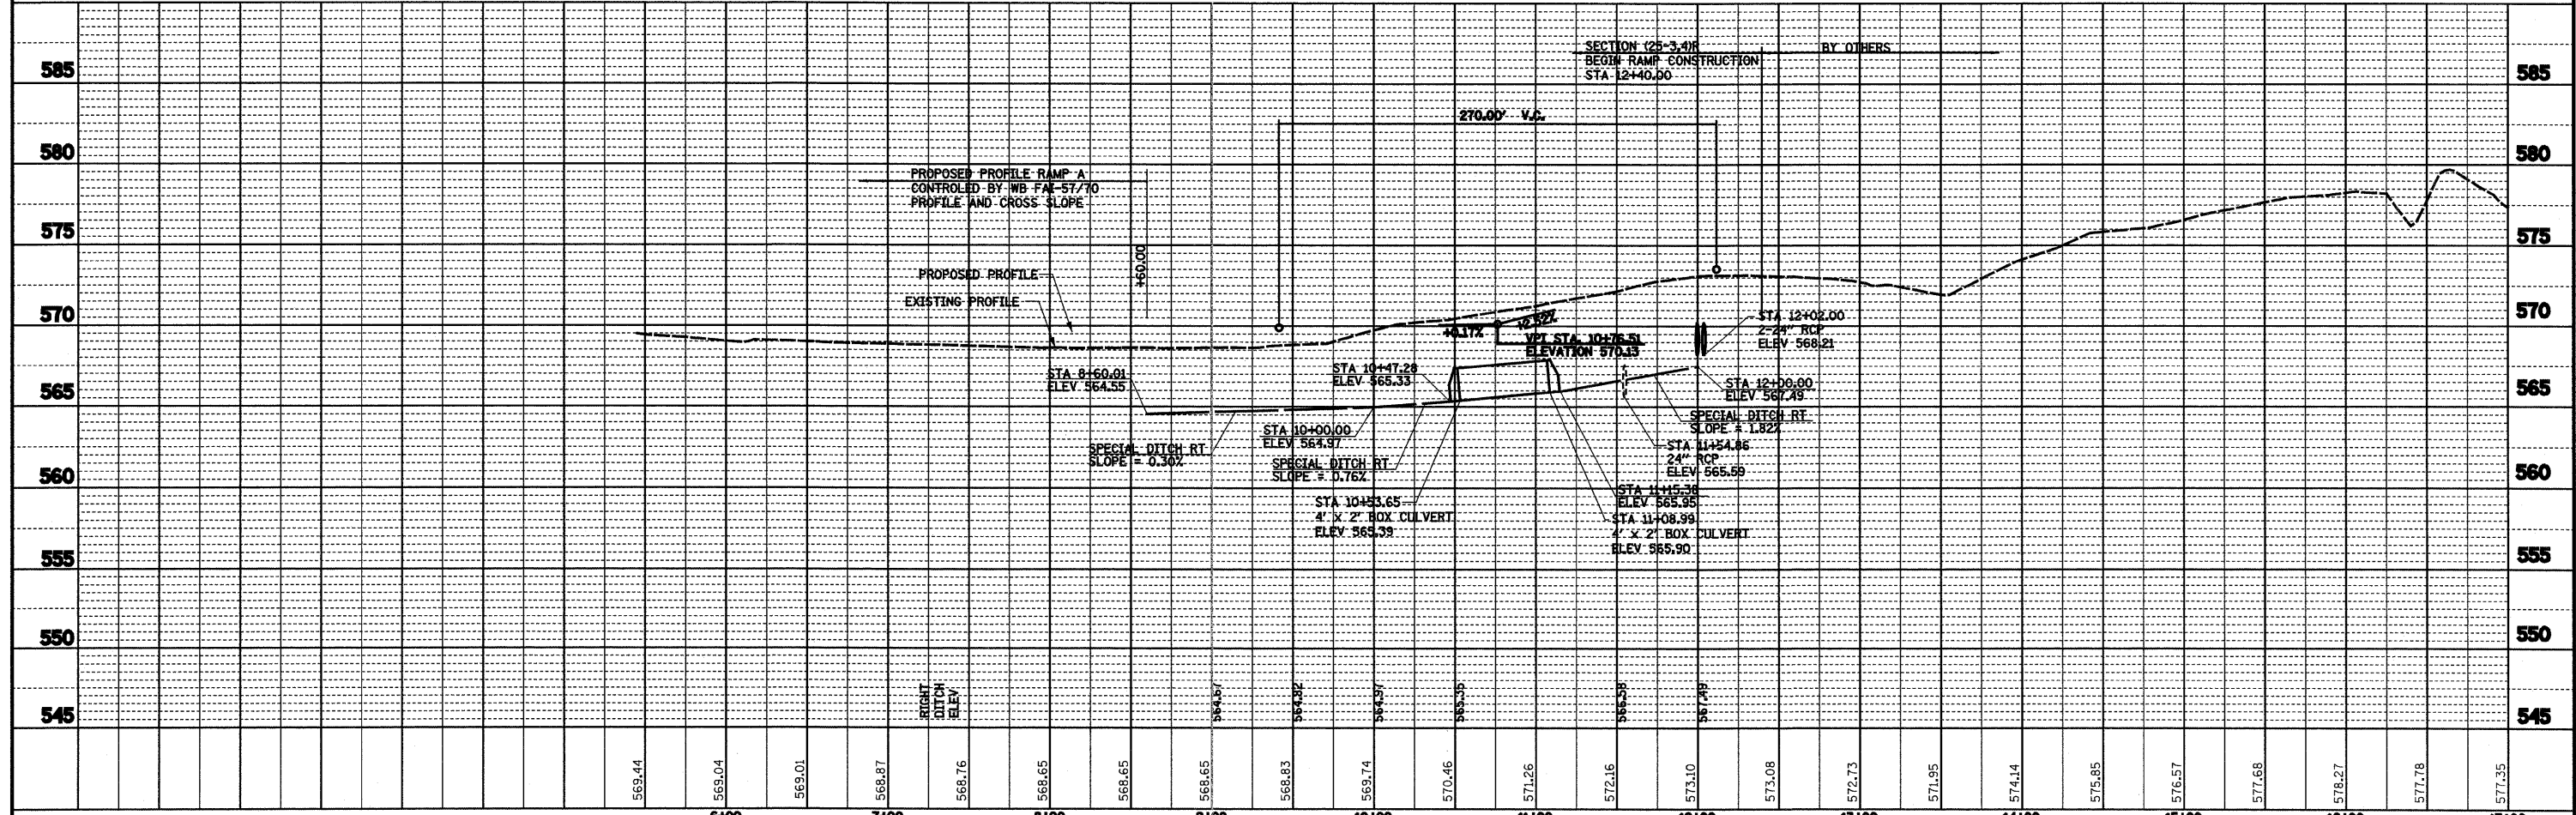 SECTION (25-3,4)R
BEGIN RAMP CONSTRUCTION
STA 12+40.00
BY OTHERS
585
585
270.00' V.C.
580
580
PROPOSED PROFILE RAMP A
CONTROLED BY WB FAI-57/70
PROFILE AND CROSS SLOPE
+60.00
575
575
PROPOSED PROFILE
EXISTING PROFILE
570
570
+0.17%
+2.52%
VPI STA. 10+76.51
ELEVATION 570.13
STA 12+02.00
2-24" RCP
ELEV 568.21
STA 8+60.01
ELEV 564.55
STA 10+47.28
ELEV 565.33
STA 12+00.00
ELEV 567.49
565
565
SPECIAL DITCH RT
SLOPE = 1.82%
STA 10+00.00
ELEV 564.97
SPECIAL DITCH RT
SLOPE = 0.30%
SPECIAL DITCH RT
SLOPE = 0.76%
STA 11+54.86
24" RCP
ELEV 565.59
560
560
STA 10+53.65
4' x 2' BOX CULVERT
ELEV 565.39
STA 11+15.38
ELEV 565.95
STA 11+08.99
4' x 2' BOX CULVERT
ELEV 565.90
555
555
550
550
RIGHT
DITCH
ELEV
564.67
564.82
564.97
565.35
566.58
567.49
545
545
569.44
569.04
569.01
568.87
568.76
568.65
568.65
568.65
568.83
569.74
570.46
571.26
572.16
573.10
573.08
572.73
571.95
574.14
575.85
576.57
577.68
578.27
577.78
577.35